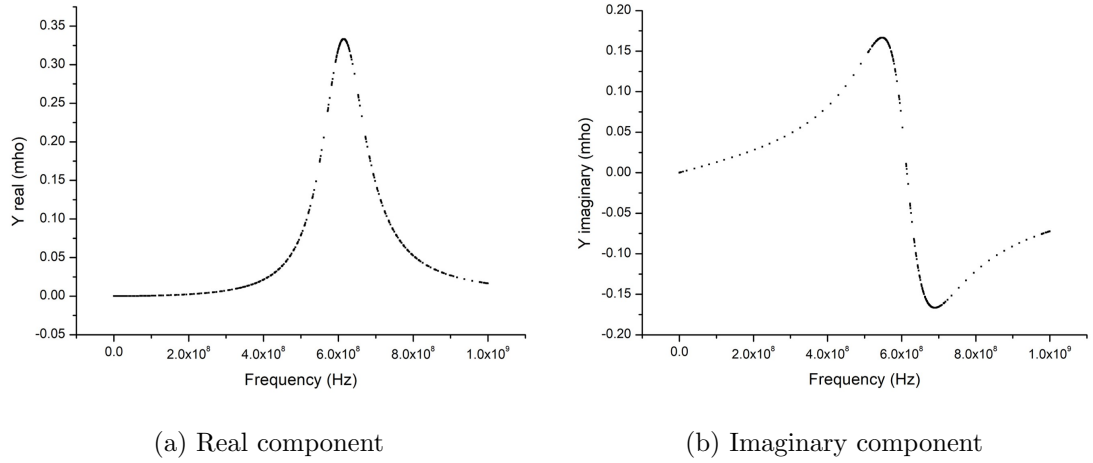 0.35
0.30
0.25
0.20
0.15
0.10
0.05
0.00
-0.05
Y real (mho)
0.0 2.0x10⁸ 4.0x10⁸ 6.0x10⁸ 8.0x10⁸ 1.0x10⁹
Frequency (Hz)
(a) Real component
0.20
0.15
0.10
0.05
0.00
-0.05
-0.10
-0.15
-0.20
Y imaginary (mho)
0.0 2.0x10⁸ 4.0x10⁸ 6.0x10⁸ 8.0x10⁸ 1.0x10⁹
Frequency (Hz)
(b) Imaginary component